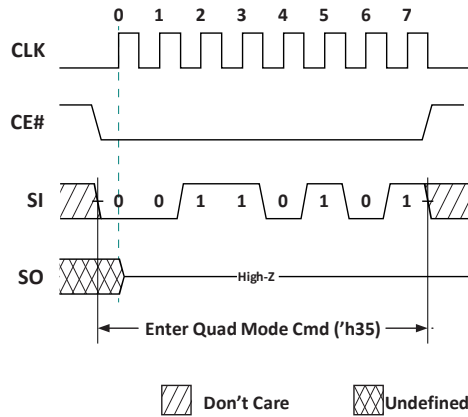 0 1 2 3 4 5 6 7
CLK
CE#
SI 0 0 1 1 0 1 0 1
SO High-Z
Enter Quad Mode Cmd ('h35)
Don't Care Undefined